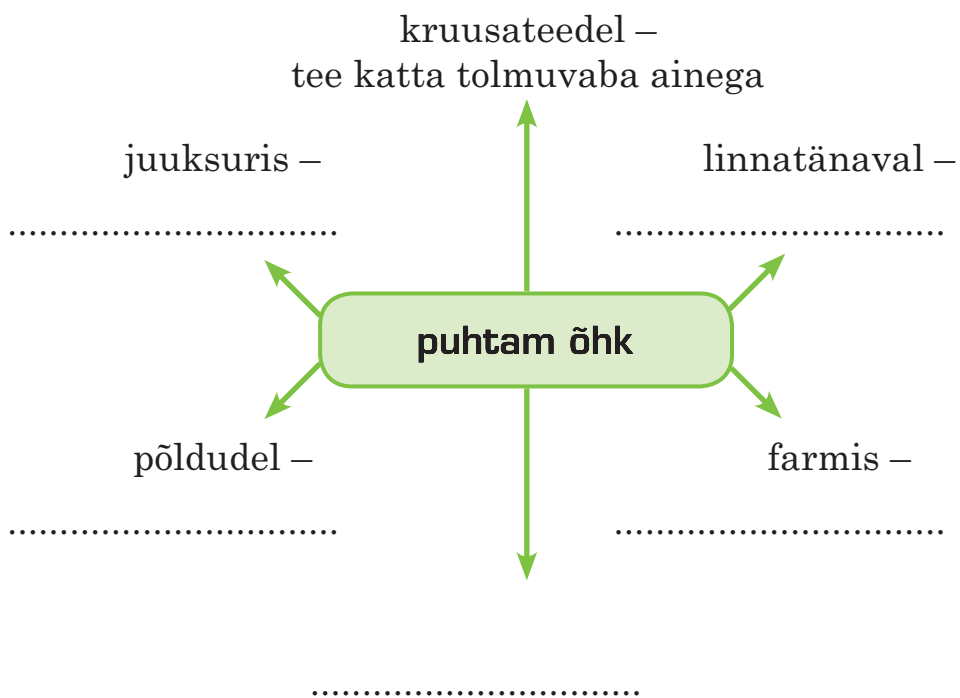 kruusateedel –
tee katta tolmuvaba ainega
juuksuris –
linnatänaval –
................................
................................
puhtam õhk
põldudel –
farmis –
................................
................................
................................